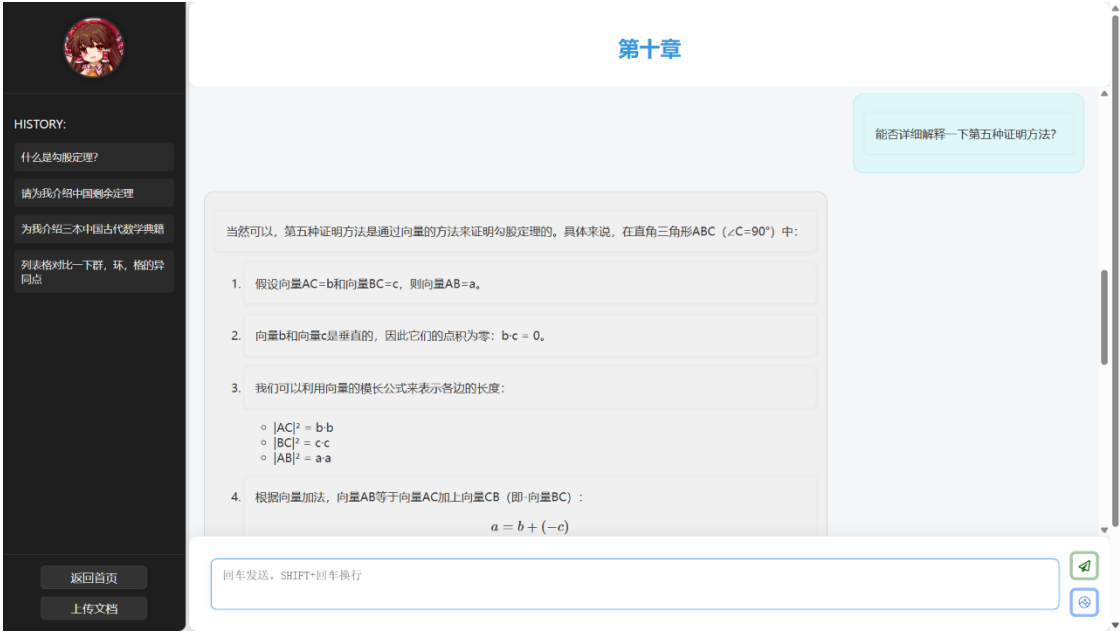 第十章
HISTORY:
什么是勾股定理?
请为我介绍中国剩余定理
为我介绍三本中国古代数学典籍
列表格对比一下群，环，格的异
同点
返回首页
上传文档
能否详细解释一下第五种证明方法?
当然可以，第五种证明方法是通过向量的方法来证明勾股定理的。具体来说，在直角三角形ABC（∠C=90°）中：
1. 假设向量AC=b和向量BC=c，则向量AB=a。
2. 向量b和向量c是垂直的，因此它们的点积为零：b·c = 0。
3. 我们可以利用向量的模长公式来表示各边的长度：
|AC|² = b·b
|BC|² = c·c
|AB|² = a·a
4. 根据向量加法，向量AB等于向量AC加上向量CB（即-向量BC）：
a = b + (−c)
回车发送。SHIFT+回车换行